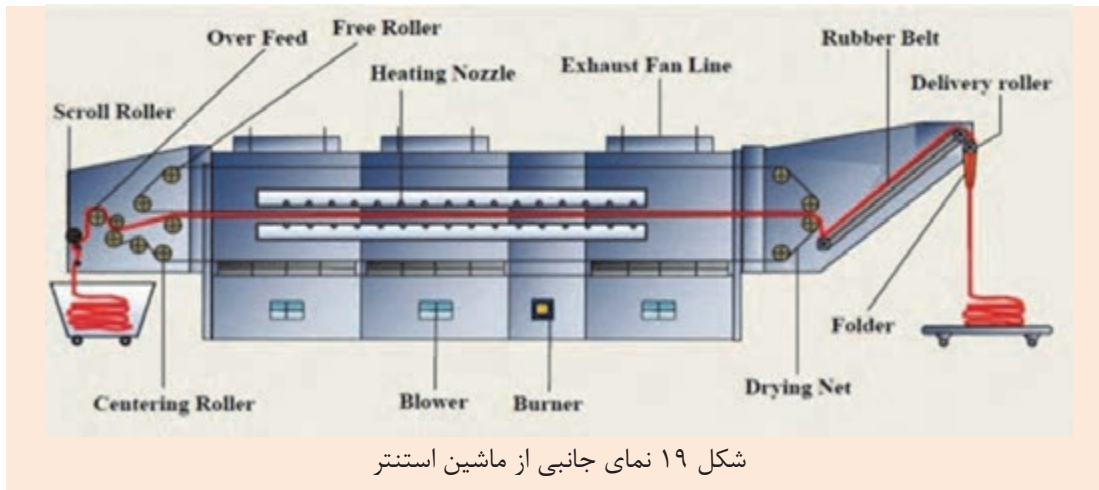 Over Feed
Free Roller
Rubber Belt
Heating Nozzle
Exhaust Fan Line
Delivery roller
Scroll Roller
Folder
Drying Net
Centering Roller
Blower
Burner
شکل ۱۹ نمای جانبی از ماشین استنتر